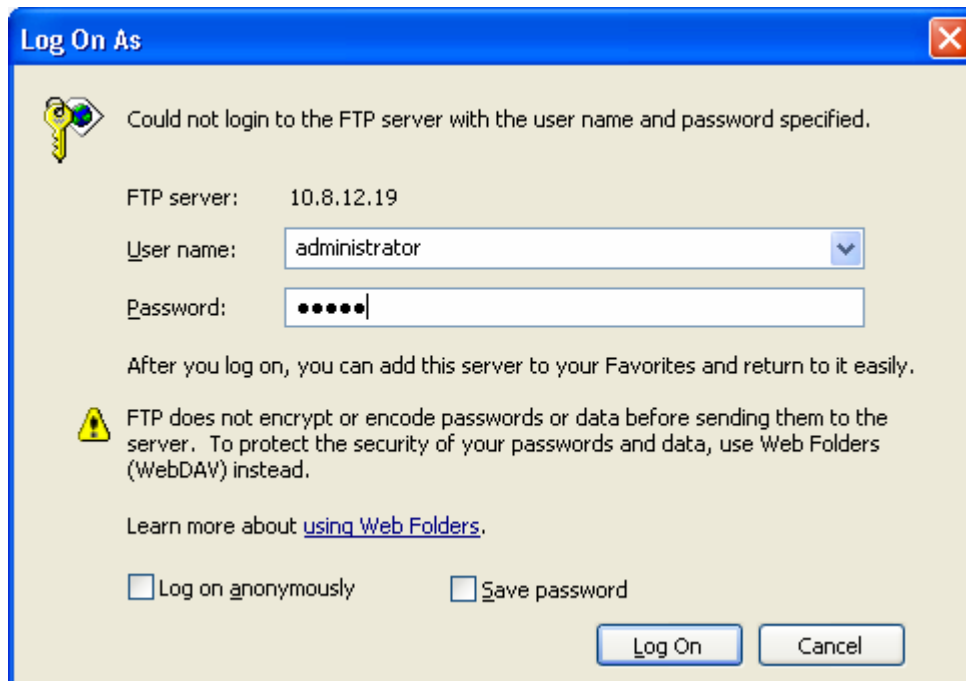 Log On As
Could not login to the FTP server with the user name and password specified.
FTP server: 10.8.12.19
User name: administrator
Password: •••••
After you log on, you can add this server to your Favorites and return to it easily.
FTP does not encrypt or encode passwords or data before sending them to the
server. To protect the security of your passwords and data, use Web Folders
(WebDAV) instead.
Learn more about using Web Folders.
Log on anonymously Save password
Log On Cancel